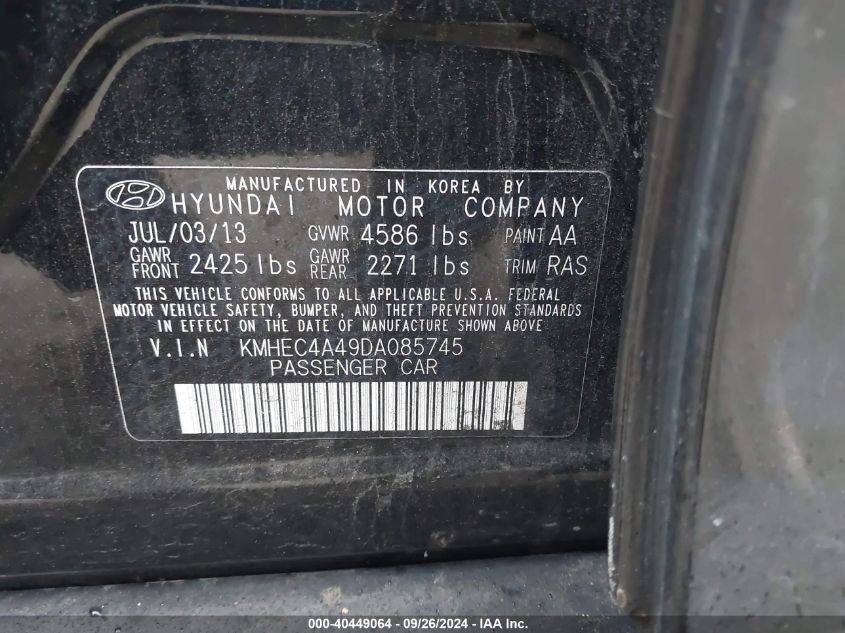 MANUFACTURED IN KOREA BY
HYUNDAI MOTOR COMPANY
JUL/03/13 GVWR 4586 lbs PAINT AA
GAWR FRONT 2425 lbs GAWR REAR 2271 lbs TRIM RAS
THIS VEHICLE CONFORMS TO ALL APPLICABLE U.S.A. FEDERAL
MOTOR VEHICLE SAFETY, BUMPER, AND THEFT PREVENTION STANDARDS
IN EFFECT ON THE DATE OF MANUFACTURE SHOWN ABOVE
V.I.N KMHEC4A49DA085745
PASSENGER CAR
000-40449064 - 09/26/2024 - IAA Inc.